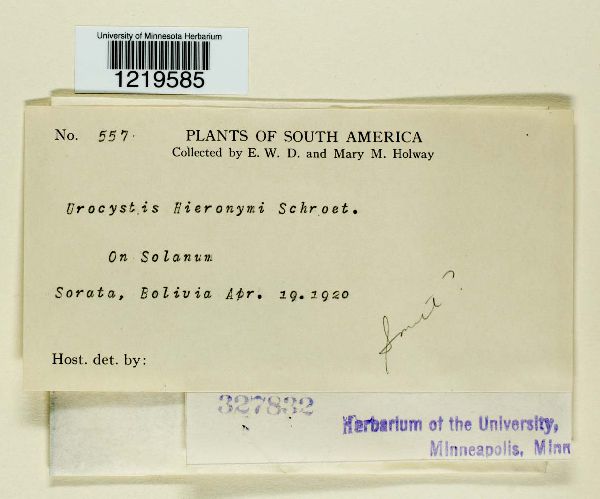 University of Minnesota Herbarium
1219585
No. 557. PLANTS OF SOUTH AMERICA
Collected by E. W. D. and Mary M. Holway
Urocystis Hieronymi Schroet.
On Solanum
Sorata, Bolivia Apr. 19.1920
Smut ?
Host. det. by:
327832
Herbarium of the University,
Minneapolis, Minn